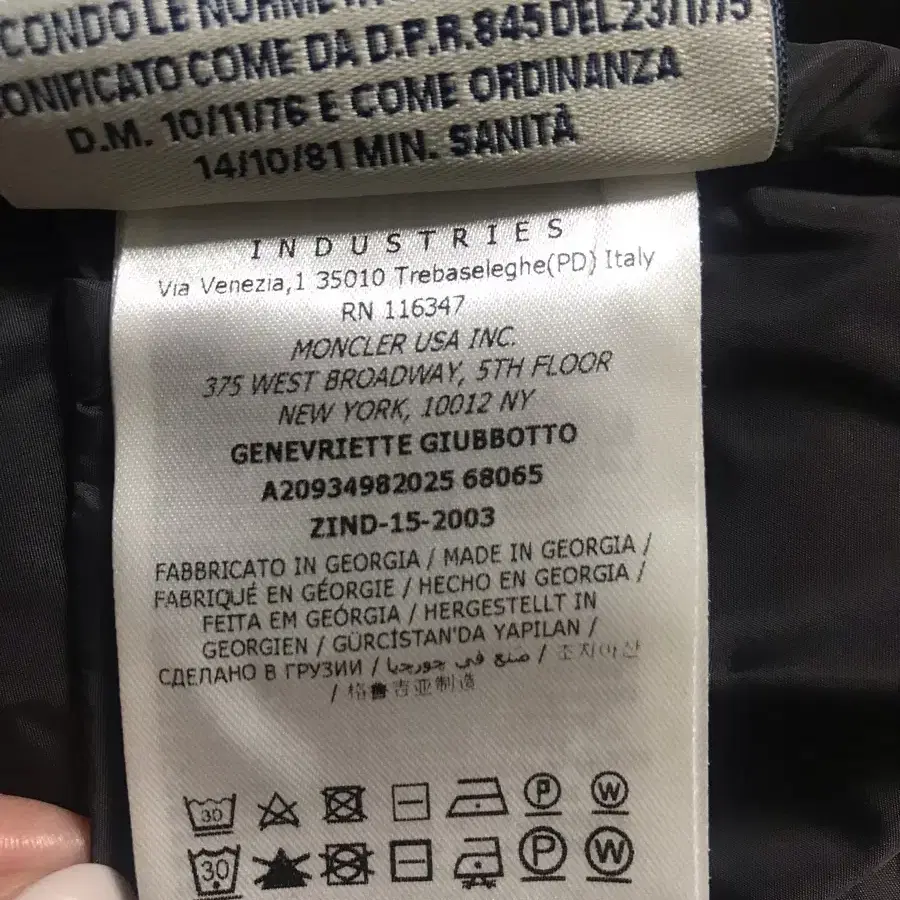 CONDO LE NORME
ONIFICATO COME DA D.P.R.845 DEL 23/1/75
D.M. 10/11/76 E COME ORDINANZA
14/10/81 MIN. SANITÀ
INDUSTRIES
Via Venezia,1 35010 Trebaseleghe(PD) Italy
RN 116347
MONCLER USA INC.
375 WEST BROADWAY, 5TH FLOOR
NEW YORK, 10012 NY
GENEVRIETTE GIUBBOTTO
A20934982025 68065
ZIND-15-2003
FABBRICATO IN GEORGIA / MADE IN GEORGIA /
FABRIQUÉ EN GÉORGIE / HECHO EN GEORGIA /
FEITA EM GEÓRGIA / HERGESTELLT IN
GEORGIEN / GÜRCİSTAN'DA YAPILAN /
СДЕЛАНО В ГРУЗИИ / صنع في جورجيا / 조지아산
/ 格鲁吉亚制造
30 P W
30 P W